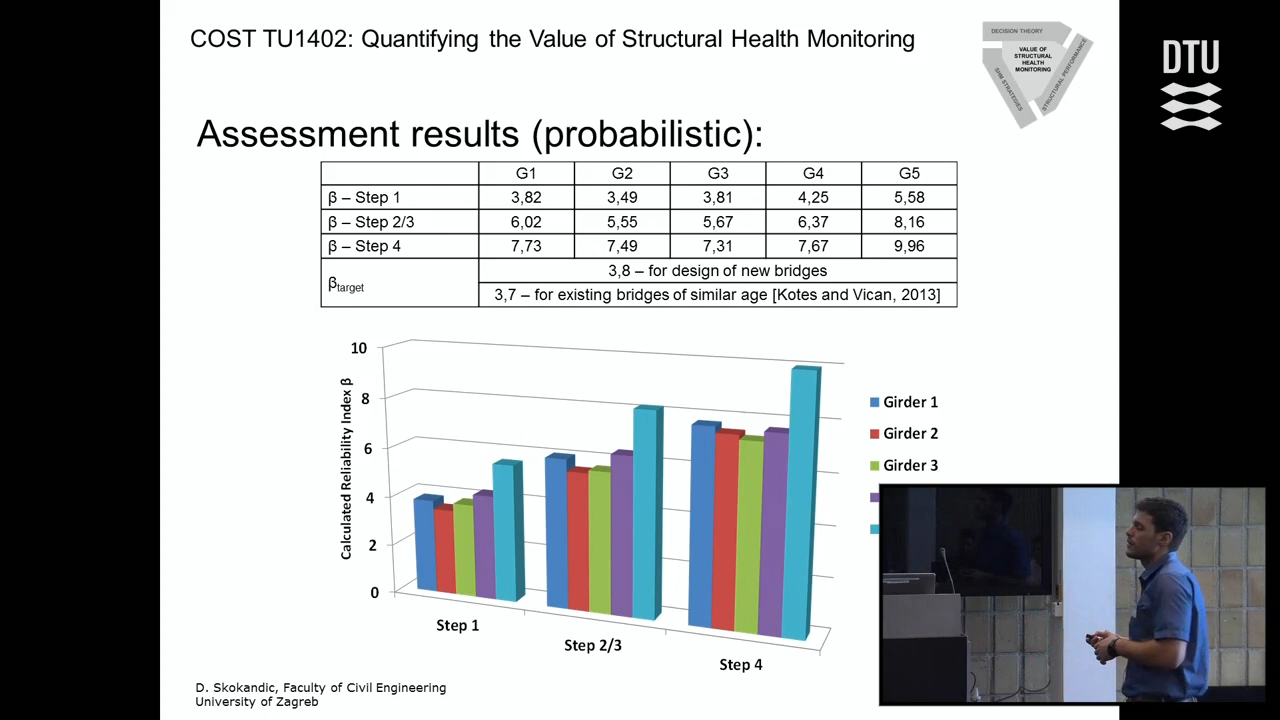 COST TU1402: Quantifying the Value of Structural Health Monitoring
DECISION THEORY
VALUE OF
STRUCTURAL
HEALTH
MONITORING
SHM STRATEGIES
STRUCTURAL PERFORMANCE
DTU
Assessment results (probabilistic):
G1 G2 G3 G4 G5
β – Step 1 3,82 3,49 3,81 4,25 5,58
β – Step 2/3 6,02 5,55 5,67 6,37 8,16
β – Step 4 7,73 7,49 7,31 7,67 9,96
βtarget 3,8 – for design of new bridges
3,7 – for existing bridges of similar age [Kotes and Vican, 2013]
Calculated Reliability Index β
10
8
6
4
2
0
Step 1
Step 2/3
Step 4
Girder 1
Girder 2
Girder 3
D. Skokandic, Faculty of Civil Engineering
University of Zagreb